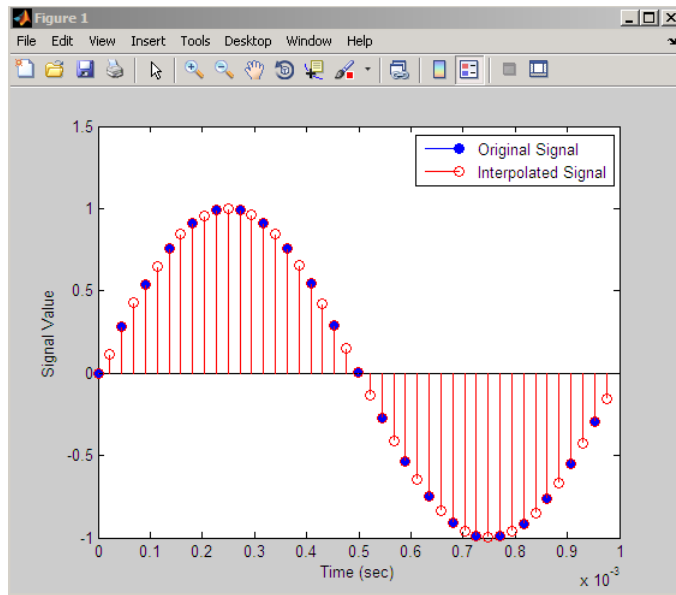 Figure 1
File Edit View Insert Tools Desktop Window Help
Original Signal
Interpolated Signal
1.5
1
0.5
0
-0.5
-1
Signal Value
0 0.1 0.2 0.3 0.4 0.5 0.6 0.7 0.8 0.9 1
Time (sec)
x 10⁻³